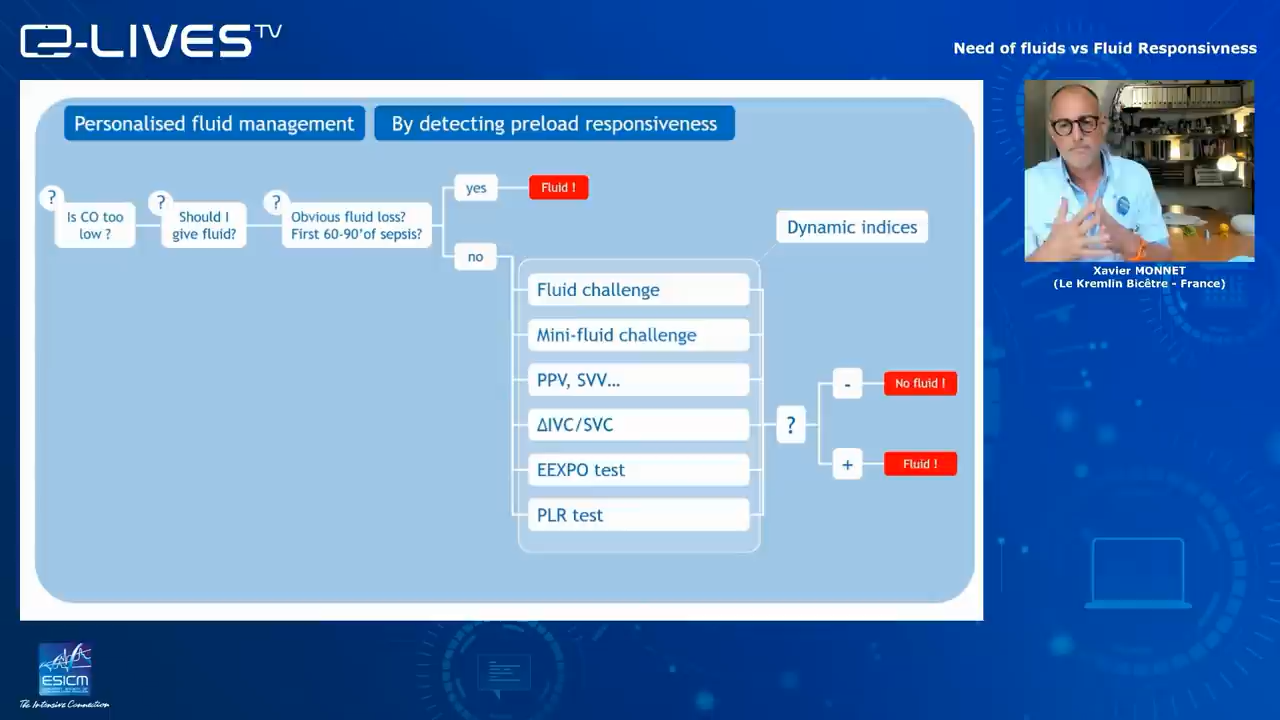 e-LIVES TV
Need of fluids vs Fluid Responsivness
Personalised fluid management
By detecting preload responsiveness
?
Is CO too
low ?
?
Should I
give fluid?
?
Obvious fluid loss?
First 60-90’of sepsis?
yes
Fluid !
no
Dynamic indices
Fluid challenge
Mini-fluid challenge
PPV, SVV...
ΔIVC/SVC
EEXPO test
PLR test
?
-
No fluid !
+
Fluid !
Xavier MONNET
(Le Kremlin Bicêtre - France)
ESICM
The Intensive Connection